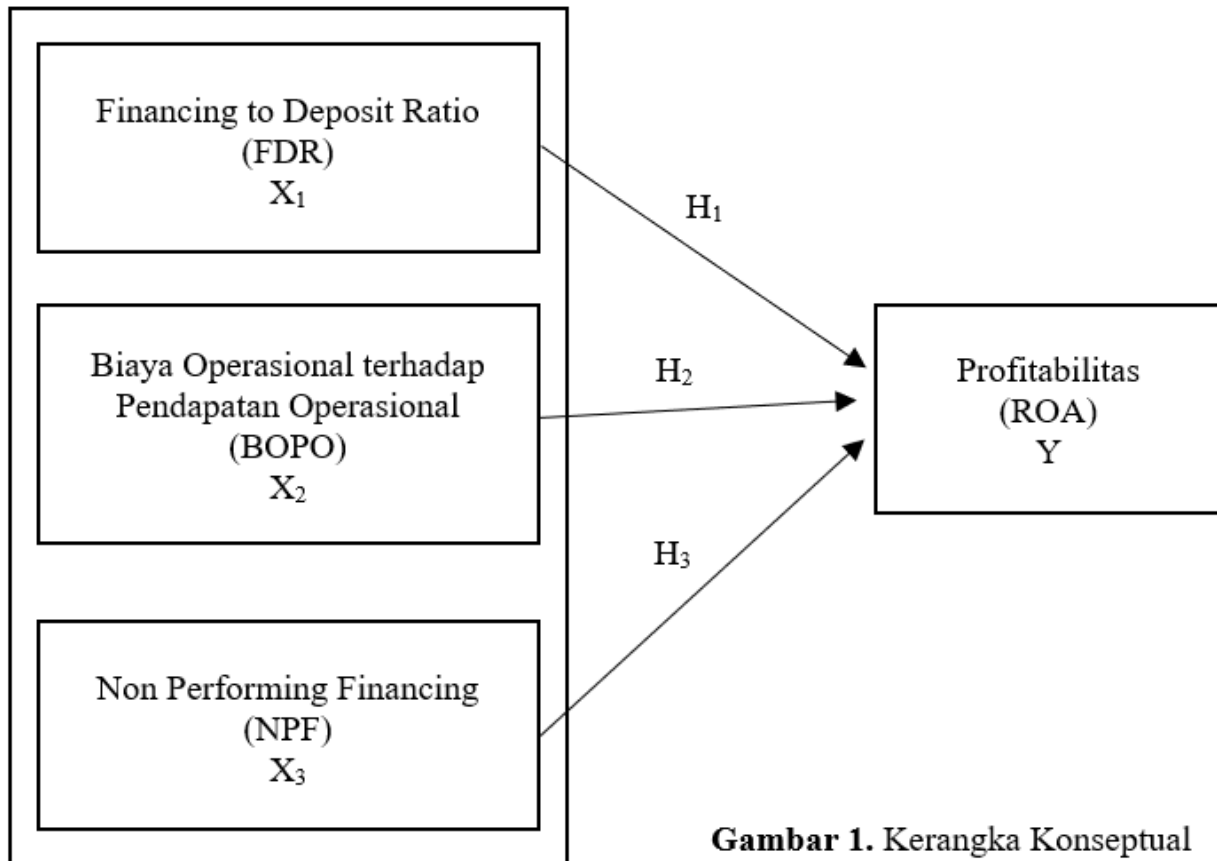 Financing to Deposit Ratio
(FDR)
X₁
H₁
Biaya Operasional terhadap
Pendapatan Operasional
(BOPO)
X₂
H₂
Profitabilitas
(ROA)
Y
H₃
Non Performing Financing
(NPF)
X₃
Gambar 1. Kerangka Konseptual